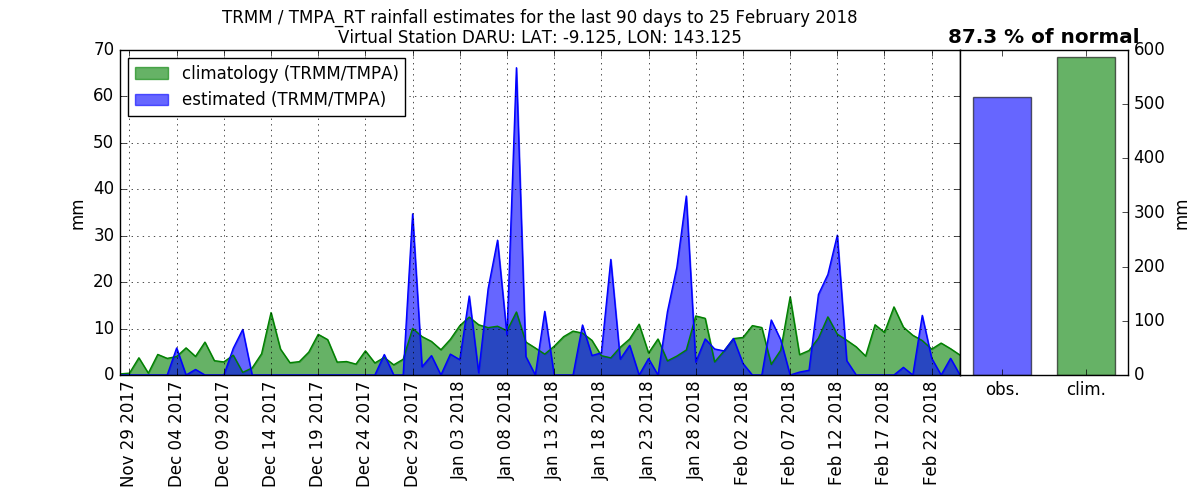 TRMM / TMPA_RT rainfall estimates for the last 90 days to 25 February 2018
Virtual Station DARU: LAT: -9.125, LON: 143.125
87.3 % of normal
climatology (TRMM/TMPA)
estimated (TRMM/TMPA)
70
60
50
40
30
20
10
0
mm
600
500
400
300
200
100
0
mm
Nov 29 2017
Dec 04 2017
Dec 09 2017
Dec 14 2017
Dec 19 2017
Dec 24 2017
Dec 29 2017
Jan 03 2018
Jan 08 2018
Jan 13 2018
Jan 18 2018
Jan 23 2018
Jan 28 2018
Feb 02 2018
Feb 07 2018
Feb 12 2018
Feb 17 2018
Feb 22 2018
obs.
clim.